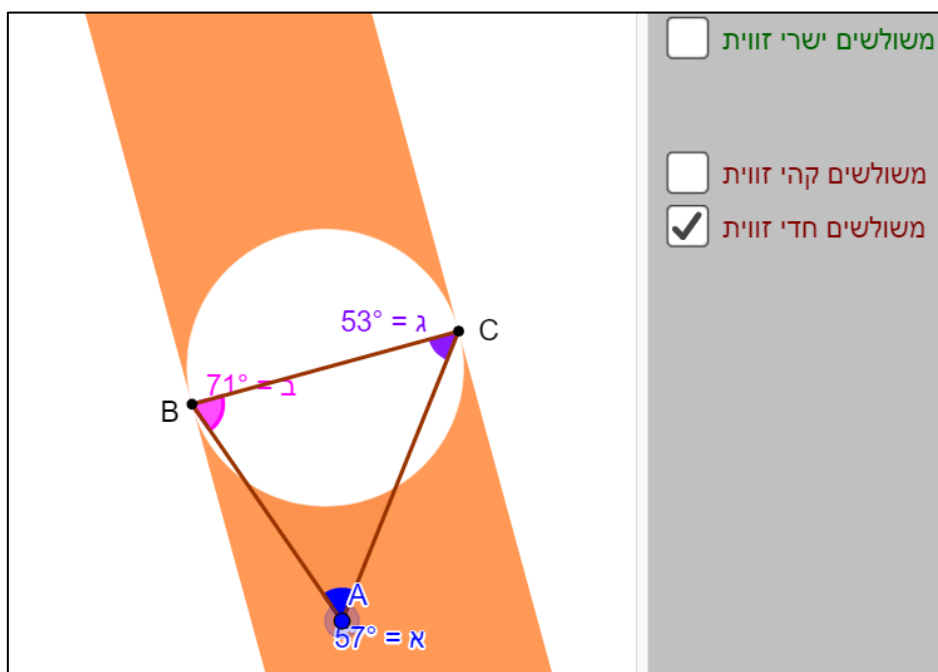 משולשים ישרי זווית
משולשים קהי זווית
משולשים חדי זווית
ג = 53°
C
ב = 71°
B
A
א = 57°